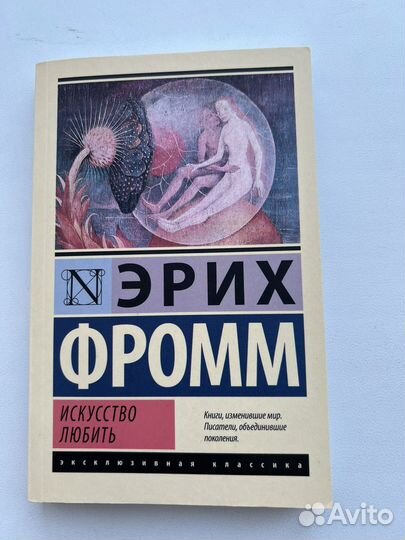 N
ЭРИХ
ФРОММ
ИСКУССТВО
ЛЮБИТЬ
Книги, изменившие мир.
Писатели, объединившие
поколения.
эксклюзивная классика
Avito